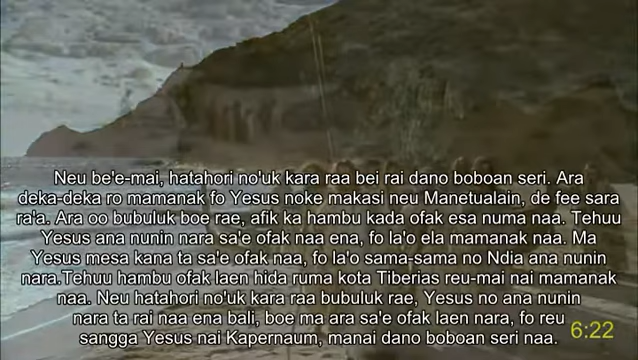 Neu be'e-mai, hatahori no'uk kara raa bei rai dano boboan seri. Ara
deka-deka ro mamanak fo Yesus noke makasi neu Manetualain, de fee sara
ra'a. Ara oo bubuluk boe rae, afik ka hambu kada ofak esa numa naa. Tehuu
Yesus ana nunin nara sa'e ofak naa ena, fo la'o ela mamanak naa. Ma
Yesus mesa kana ta sa'e ofak naa, fo la'o sama-sama no Ndia ana nunin
nara.Tehuu hambu ofak laen hida ruma kota Tiberias reu-mai nai mamanak
naa. Neu hatahori no'uk kara raa bubuluk rae, Yesus no ana nunin
nara ta rai naa ena bali, boe ma ara sa'e ofak laen nara, fo reu
sangga Yesus nai Kapernaum, manai dano boboan seri naa.
6:22